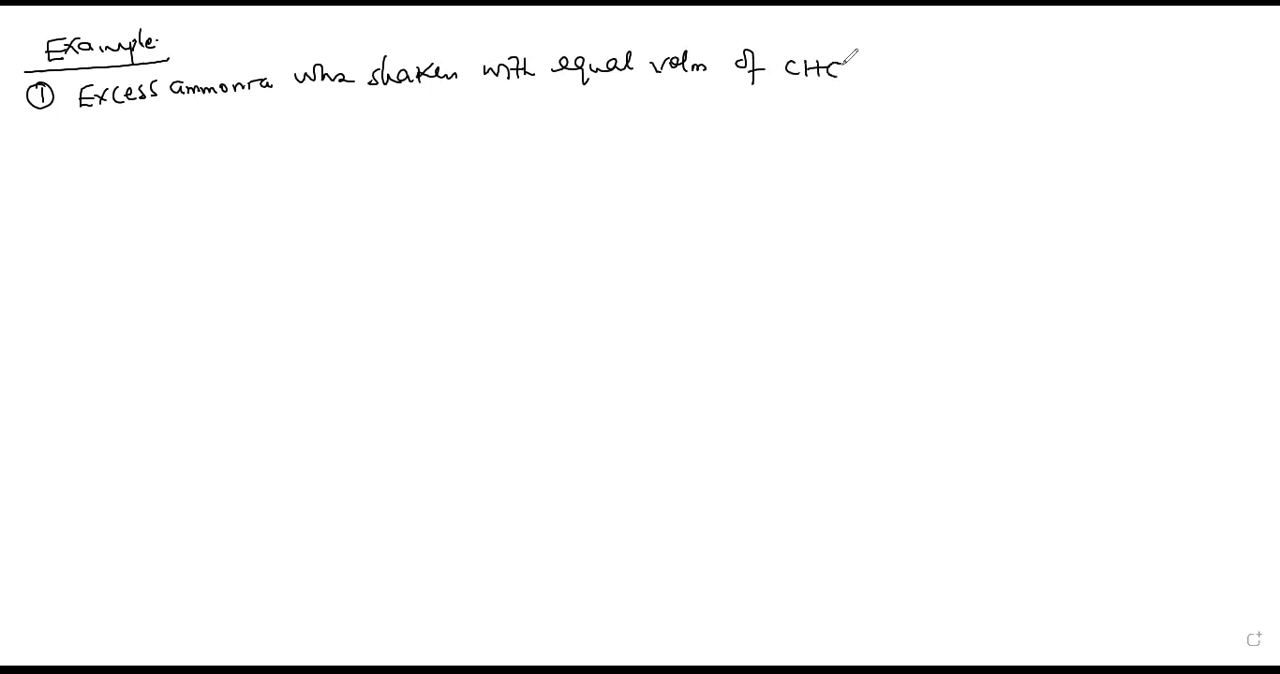 Example.
① Excess ammonia was shaken with equal volm of CHC